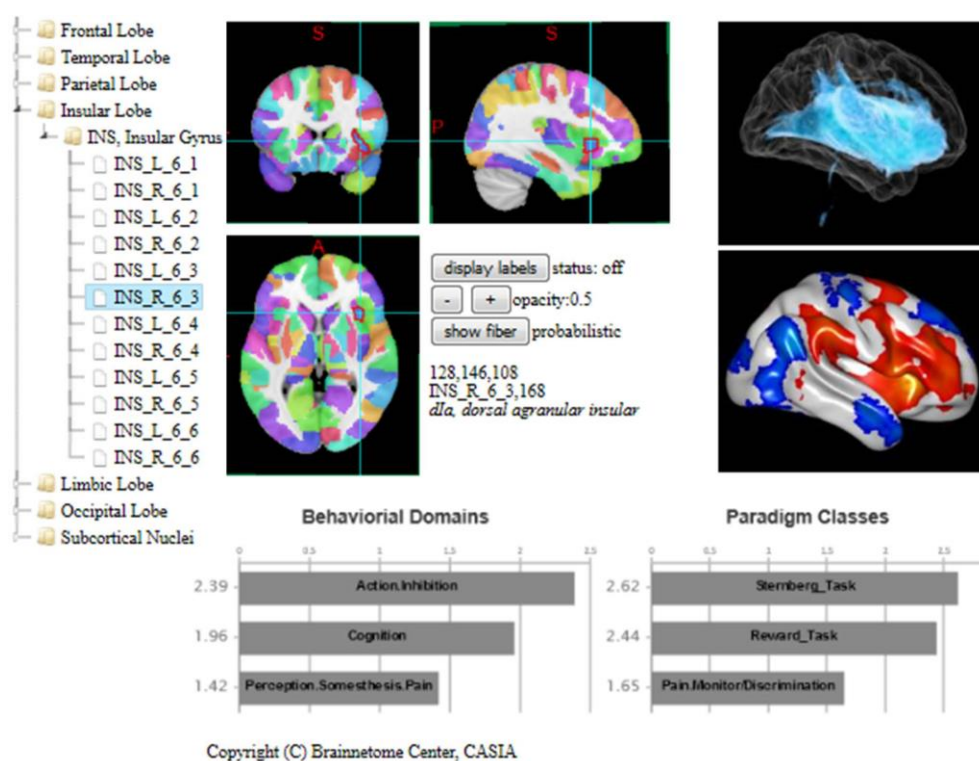 Frontal Lobe
Temporal Lobe
Parietal Lobe
Insular Lobe
INS, Insular Gyrus
INS_L_6_1
INS_R_6_1
INS_L_6_2
INS_R_6_2
INS_L_6_3
INS_R_6_3
INS_L_6_4
INS_R_6_4
INS_L_6_5
INS_R_6_5
INS_L_6_6
INS_R_6_6
Limbic Lobe
Occipital Lobe
Subcortical Nuclei
S
S
P
A
display labels status: off
- + opacity:0.5
show fiber probabilistic
128,146,108
INS_R_6_3,168
dIa, dorsal agranular insular
Behaviorial Domains
0 0.5 1 1.5 2 2.5
2.39 Action.Inhibition
1.96 Cognition
1.42 Perception.Somesthesis.Pain
Paradigm Classes
0 0.5 1 1.5 2 2.5
2.62 Sternberg_Task
2.44 Reward_Task
1.65 Pain.Monitor/Discrimination
Copyright (C) Brainnetome Center, CASIA